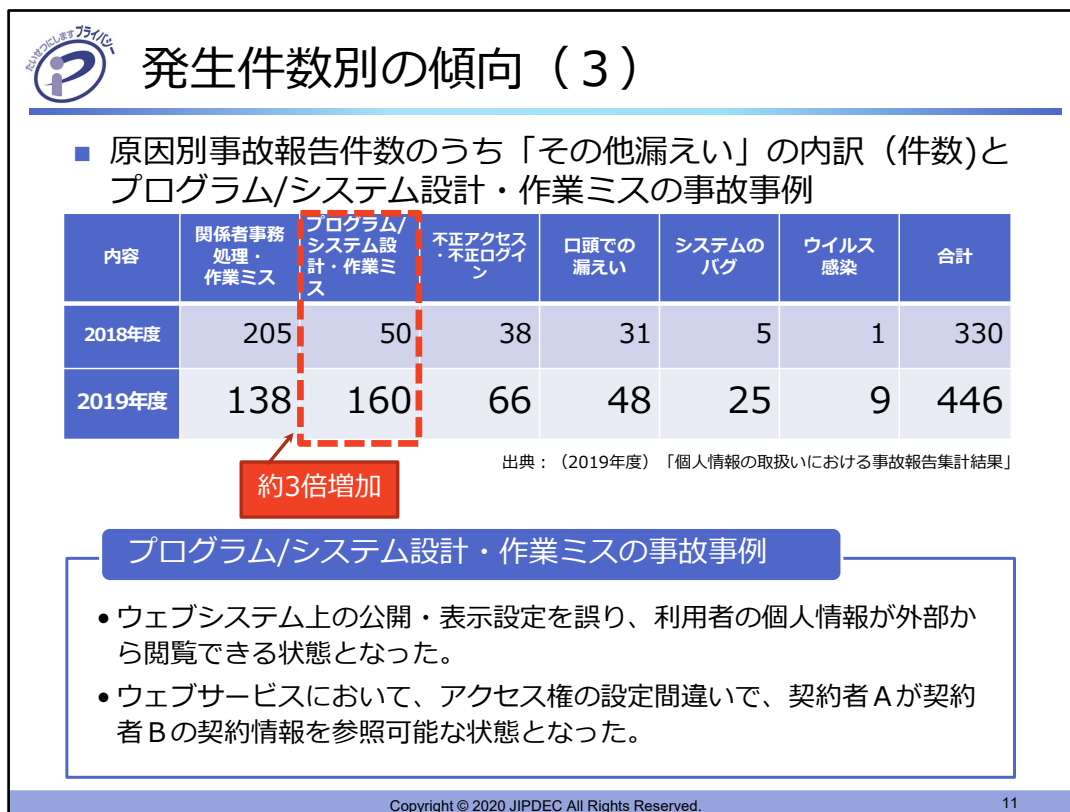 たいせつにしますプライバシー
発生件数別の傾向（3）
■ 原因別事故報告件数のうち「その他漏えい」の内訳（件数)と
プログラム/システム設計・作業ミスの事故事例
内容 関係者事務処理・作業ミス プログラム/システム設計・作業ミス 不正アクセス・不正ログイン 口頭での漏えい システムのバグ ウイルス感染 合計
2018年度 205 50 38 31 5 1 330
2019年度 138 160 66 48 25 9 446
出典：（2019年度）「個人情報の取扱いにおける事故報告集計結果」
約3倍増加
プログラム/システム設計・作業ミスの事故事例
•ウェブシステム上の公開・表示設定を誤り、利用者の個人情報が外部か
ら閲覧できる状態となった。
•ウェブサービスにおいて、アクセス権の設定間違いで、契約者Ａが契約
者Ｂの契約情報を参照可能な状態となった。
Copyright © 2020 JIPDEC All Rights Reserved.
11